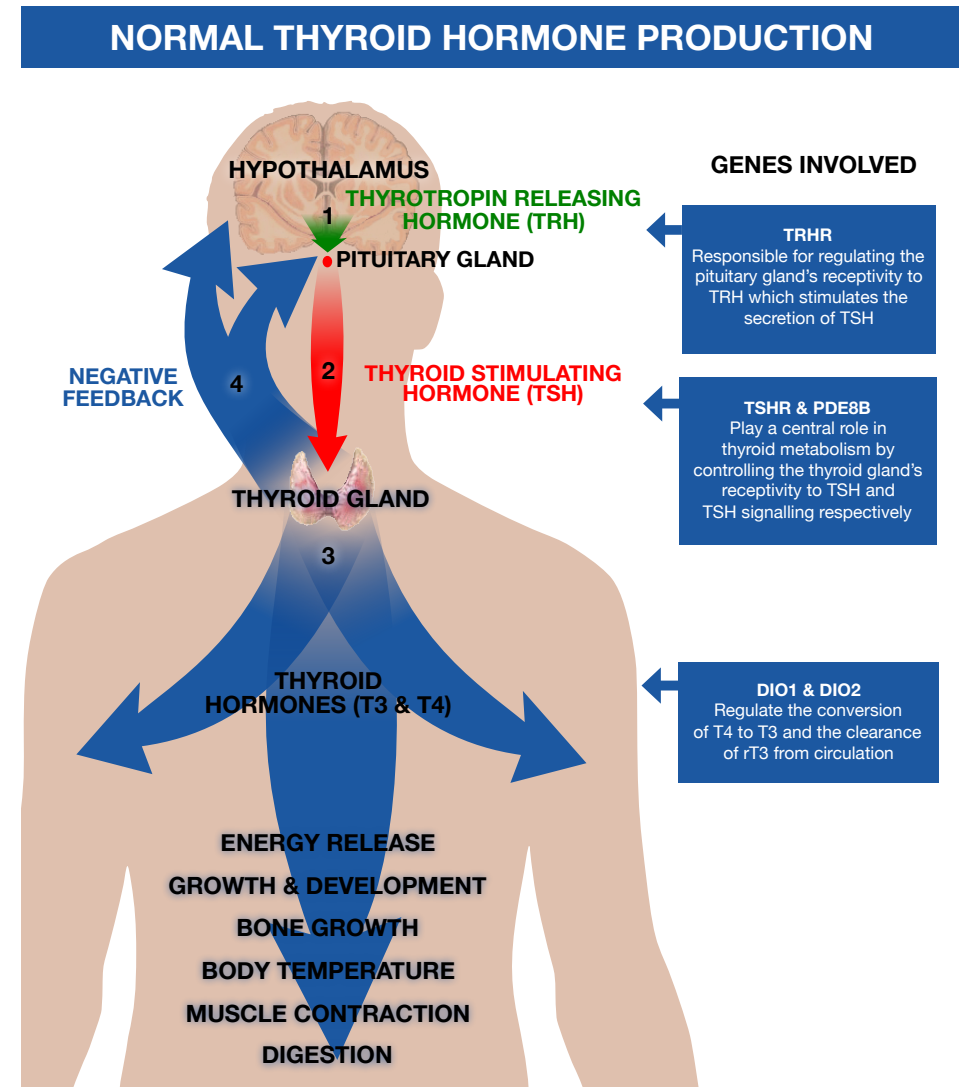 NORMAL THYROID HORMONE PRODUCTION
HYPOTHALAMUS
1
THYROTROPIN RELEASING
HORMONE (TRH)
PITUITARY GLAND
NEGATIVE
FEEDBACK
4
2
THYROID STIMULATING
HORMONE (TSH)
THYROID GLAND
3
THYROID
HORMONES (T3 & T4)
ENERGY RELEASE
GROWTH & DEVELOPMENT
BONE GROWTH
BODY TEMPERATURE
MUSCLE CONTRACTION
DIGESTION
GENES INVOLVED
TRHR
Responsible for regulating the
pituitary gland's receptivity to
TRH which stimulates the
secretion of TSH
TSHR & PDE8B
Play a central role in
thyroid metabolism by
controlling the thyroid gland's
receptivity to TSH and
TSH signalling respectively
DIO1 & DIO2
Regulate the conversion
of T4 to T3 and the clearance
of rT3 from circulation